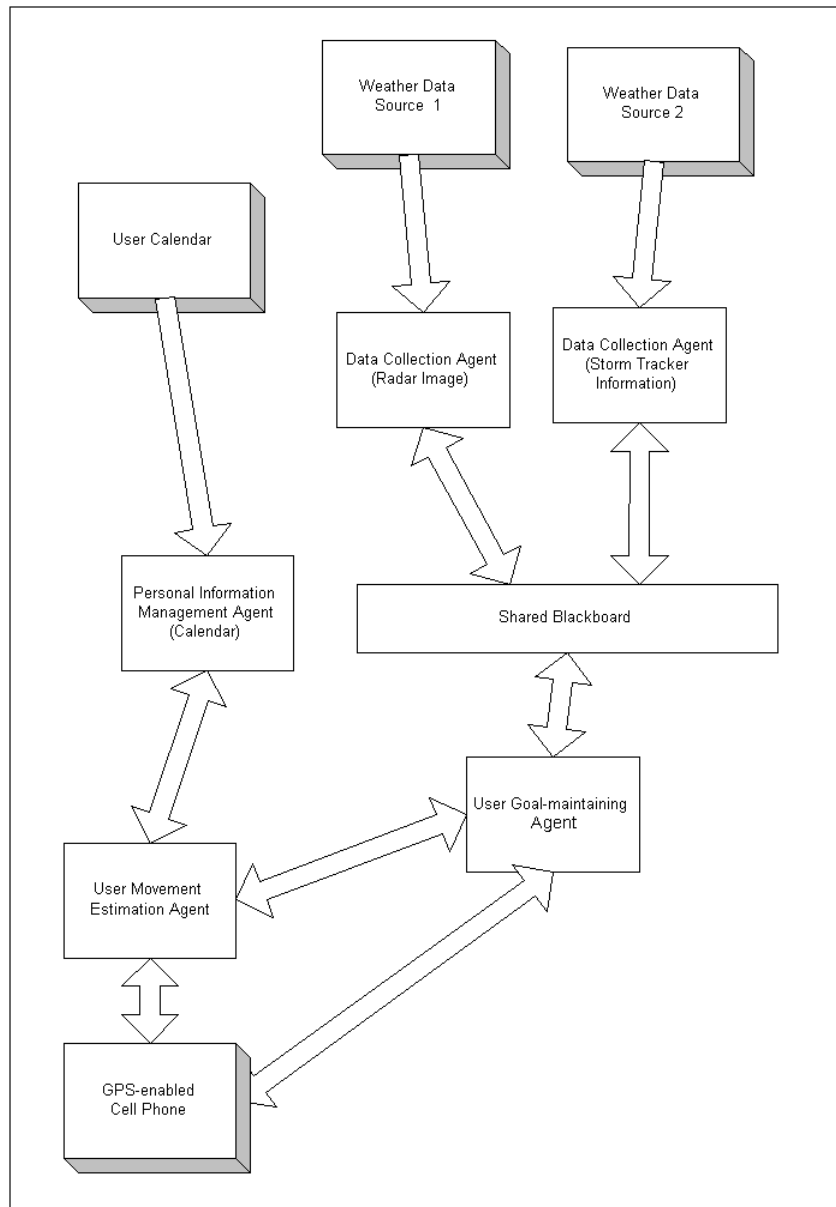 Weather Data
Source 1
Weather Data
Source 2
User Calendar
Data Collection Agent
(Radar Image)
Data Collection Agent
(Storm Tracker
Information)
Personal Information
Management Agent
(Calendar)
Shared Blackboard
User Goal-maintaining
Agent
User Movement
Estimation Agent
GPS-enabled
Cell Phone